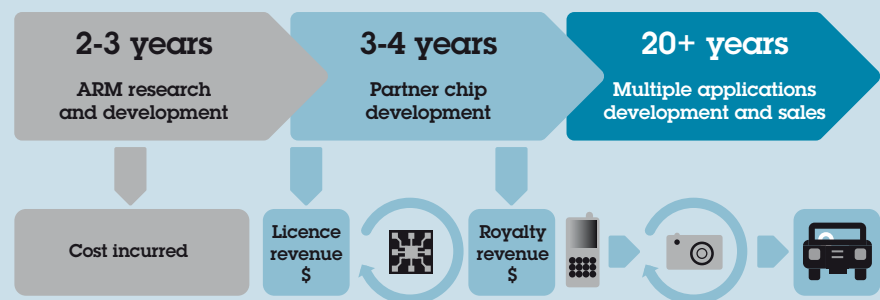 2-3 years
ARM research
and development
3-4 years
Partner chip
development
20+ years
Multiple applications
development and sales
Cost incurred
Licence
revenue
$
Royalty
revenue
$